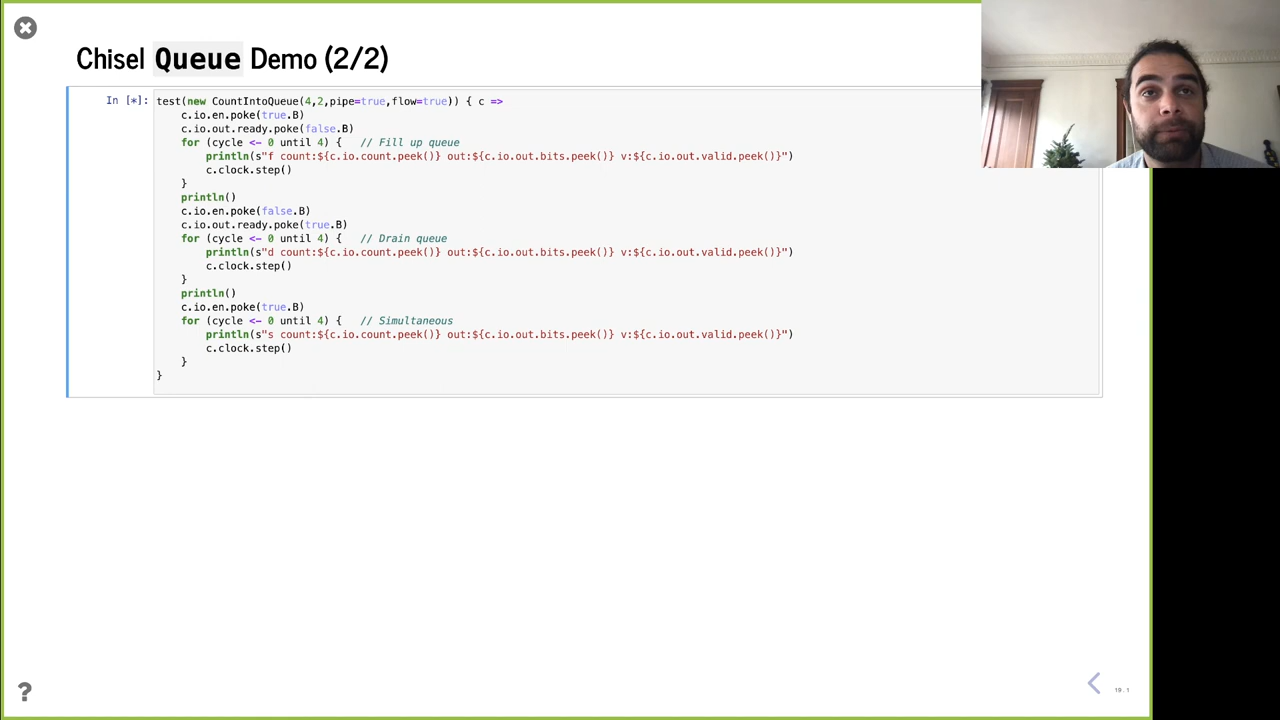 Chisel Queue Demo (2/2)
In [*]: test(new CountIntoQueue(4,2,pipe=true,flow=true)) { c =>
c.io.en.poke(true.B)
c.io.out.ready.poke(false.B)
for (cycle <- 0 until 4) {   // Fill up queue
println(s"f count:${c.io.count.peek()} out:${c.io.out.bits.peek()} v:${c.io.out.valid.peek()}")
c.clock.step()
}
println()
c.io.en.poke(false.B)
c.io.out.ready.poke(true.B)
for (cycle <- 0 until 4) {   // Drain queue
println(s"d count:${c.io.count.peek()} out:${c.io.out.bits.peek()} v:${c.io.out.valid.peek()}")
c.clock.step()
}
println()
c.io.en.poke(true.B)
for (cycle <- 0 until 4) {   // Simultaneous
println(s"s count:${c.io.count.peek()} out:${c.io.out.bits.peek()} v:${c.io.out.valid.peek()}")
c.clock.step()
}
}
?